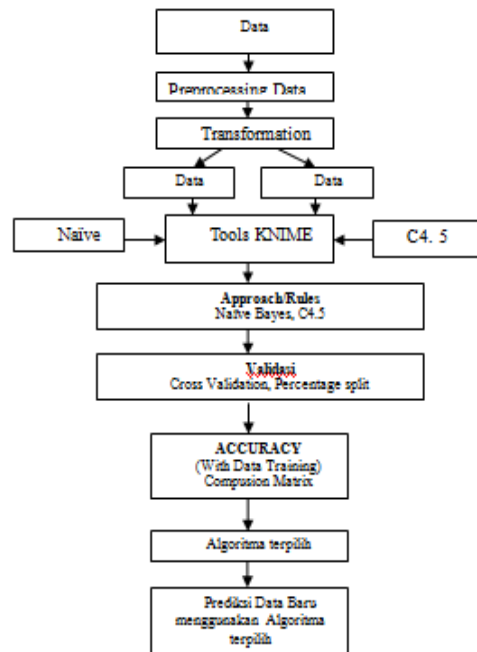 Data
Preprocessing Data
Transformation
Data
Data
Naïve
Tools KNIME
C4. 5
Approach/Rules
Naïve Bayes, C4.5
Validasi
Cross Validation, Percentage split
ACCURACY
(With Data Training)
Compusion Matrix
Algoritma terpilih
Prediksi Data Baru
menggunakan Algoritma
terpilih